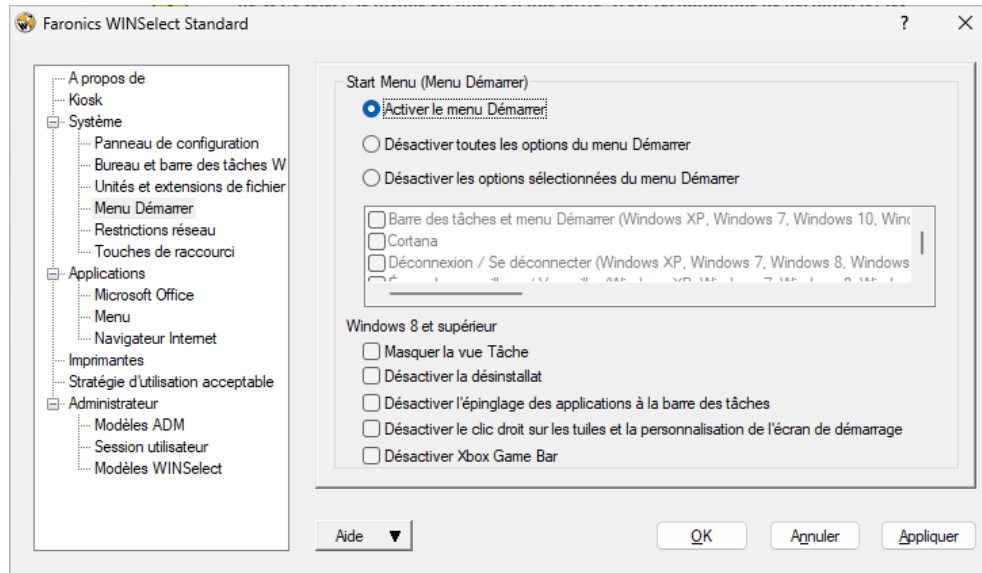 Faronics WINSelect Standard
?
A propos de
Kiosk
Système
Panneau de configuration
Bureau et barre des tâches W
Unités et extensions de fichier
Menu Démarrer
Restrictions réseau
Touches de raccourci
Applications
Microsoft Office
Menu
Navigateur Internet
Imprimantes
Stratégie d'utilisation acceptable
Administrateur
Modèles ADM
Session utilisateur
Modèles WINSelect
Start Menu (Menu Démarrer)
Activer le menu Démarrer
Désactiver toutes les options du menu Démarrer
Désactiver les options sélectionnées du menu Démarrer
Barre des tâches et menu Démarrer (Windows XP, Windows 7, Windows 10, Winc
Cortana
Déconnexion / Se déconnecter (Windows XP, Windows 7, Windows 8, Windows
Windows 8 et supérieur
Masquer la vue Tâche
Désactiver la désinstallat
Désactiver l'épinglage des applications à la barre des tâches
Désactiver le clic droit sur les tuiles et la personnalisation de l'écran de démarrage
Désactiver Xbox Game Bar
Aide
OK
Annuler
Appliquer